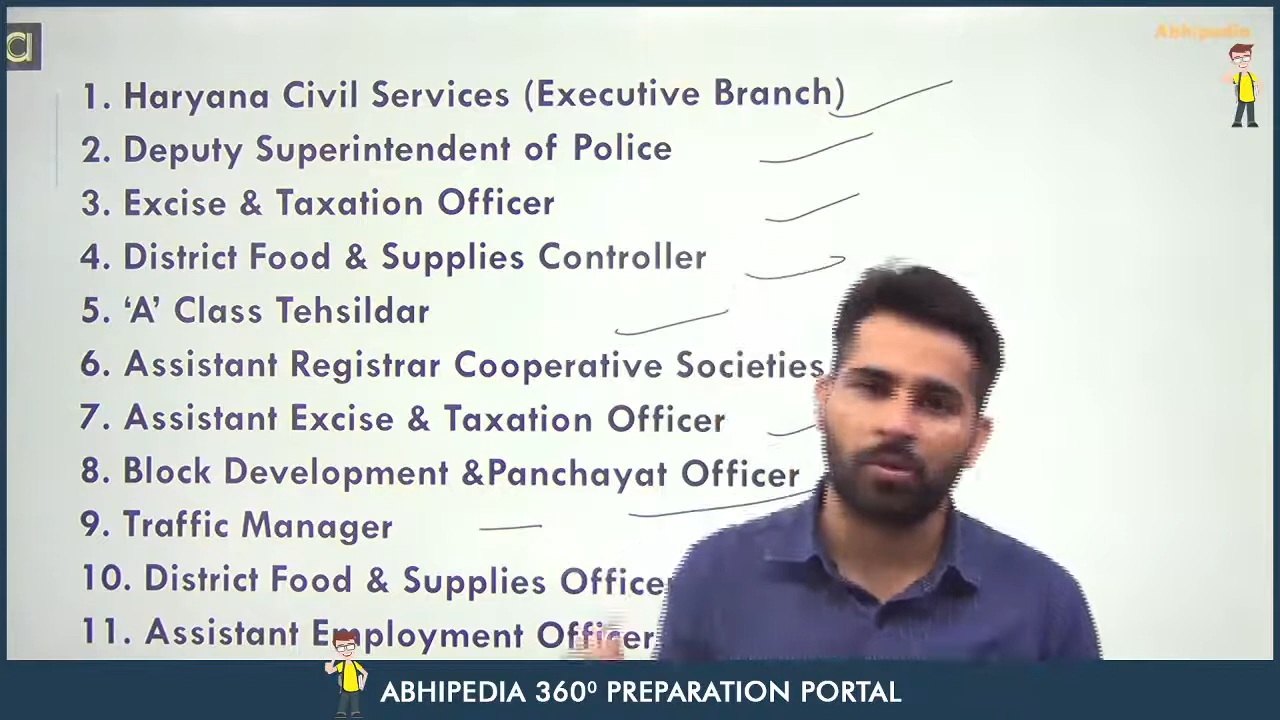 a
Abhipedia
1. Haryana Civil Services (Executive Branch)
2. Deputy Superintendent of Police
3. Excise & Taxation Officer
4. District Food & Supplies Controller
5. ‘A’ Class Tehsildar
6. Assistant Registrar Cooperative Societies
7. Assistant Excise & Taxation Officer
8. Block Development &Panchayat Officer
9. Traffic Manager
10. District Food & Supplies Officer
11. Assistant Employment Officer
ABHIPEDIA 360⁰ PREPARATION PORTAL